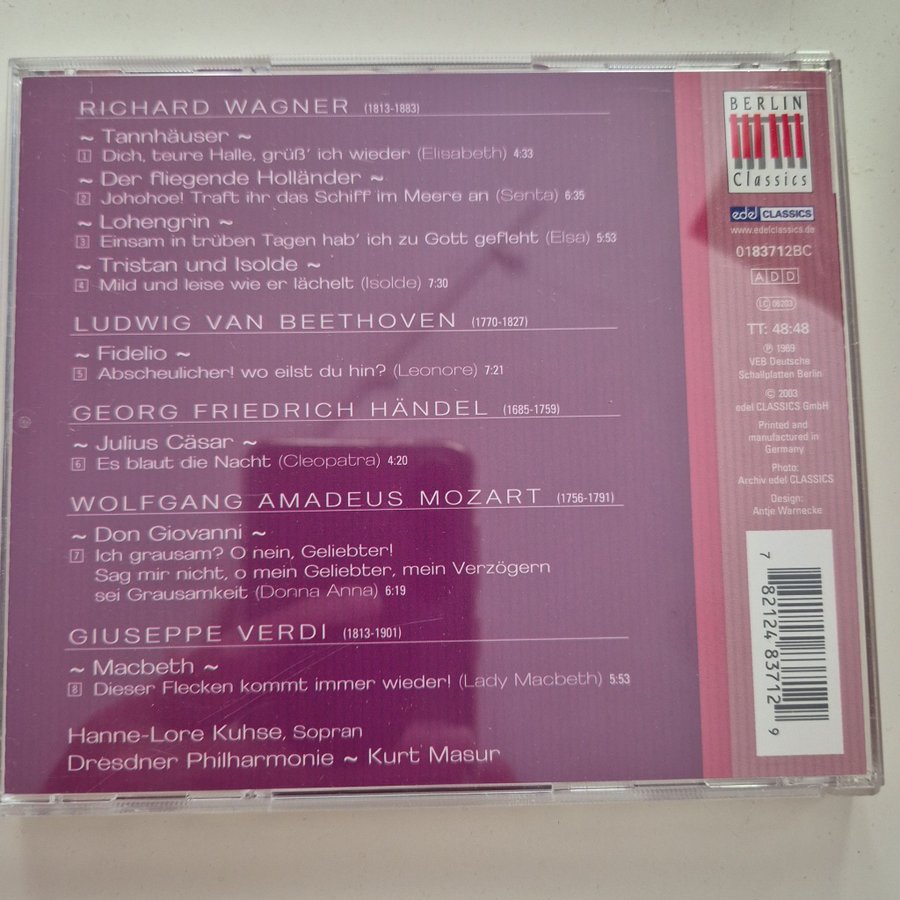 RICHARD WAGNER (1813-1883)
~ Tannhäuser ~
1 Dich, teure Halle, grüß' ich wieder (Elisabeth) 4:33
~ Der fliegende Holländer ~
2 Johohoe! Traft ihr das Schiff im Meere an (Senta) 6:35
~ Lohengrin ~
3 Einsam in trüben Tagen hab' ich zu Gott gefleht (Elsa) 5:53
~ Tristan und Isolde ~
4 Mild und leise wie er lächelt (Isolde) 7:30
LUDWIG VAN BEETHOVEN (1770-1827)
~ Fidelio ~
5 Abscheulicher! wo eilst du hin? (Leonore) 7:21
GEORG FRIEDRICH HÄNDEL (1685-1759)
~ Julius Cäsar ~
6 Es blaut die Nacht (Cleopatra) 4:20
WOLFGANG AMADEUS MOZART (1756-1791)
~ Don Giovanni ~
7 Ich grausam? O nein, Geliebter!
Sag mir nicht, o mein Geliebter, mein Verzögern
sei Grausamkeit (Donna Anna) 6:19
GIUSEPPE VERDI (1813-1901)
~ Macbeth ~
8 Dieser Flecken kommt immer wieder! (Lady Macbeth) 5:53
Hanne-Lore Kuhse, Sopran
Dresdner Philharmonie ~ Kurt Masur
BERLIN
Classics
edel CLASSICS
www.edelclassics.de
0183712BC
ADD
LC 06203
TT: 48:48
℗ 1969
VEB Deutsche
Schallplatten Berlin
© 2003
edel CLASSICS GmbH
Printed and
manufactured in
Germany
Photo:
Archiv edel CLASSICS
Design:
Antje Warnecke
7 82124 83712 9